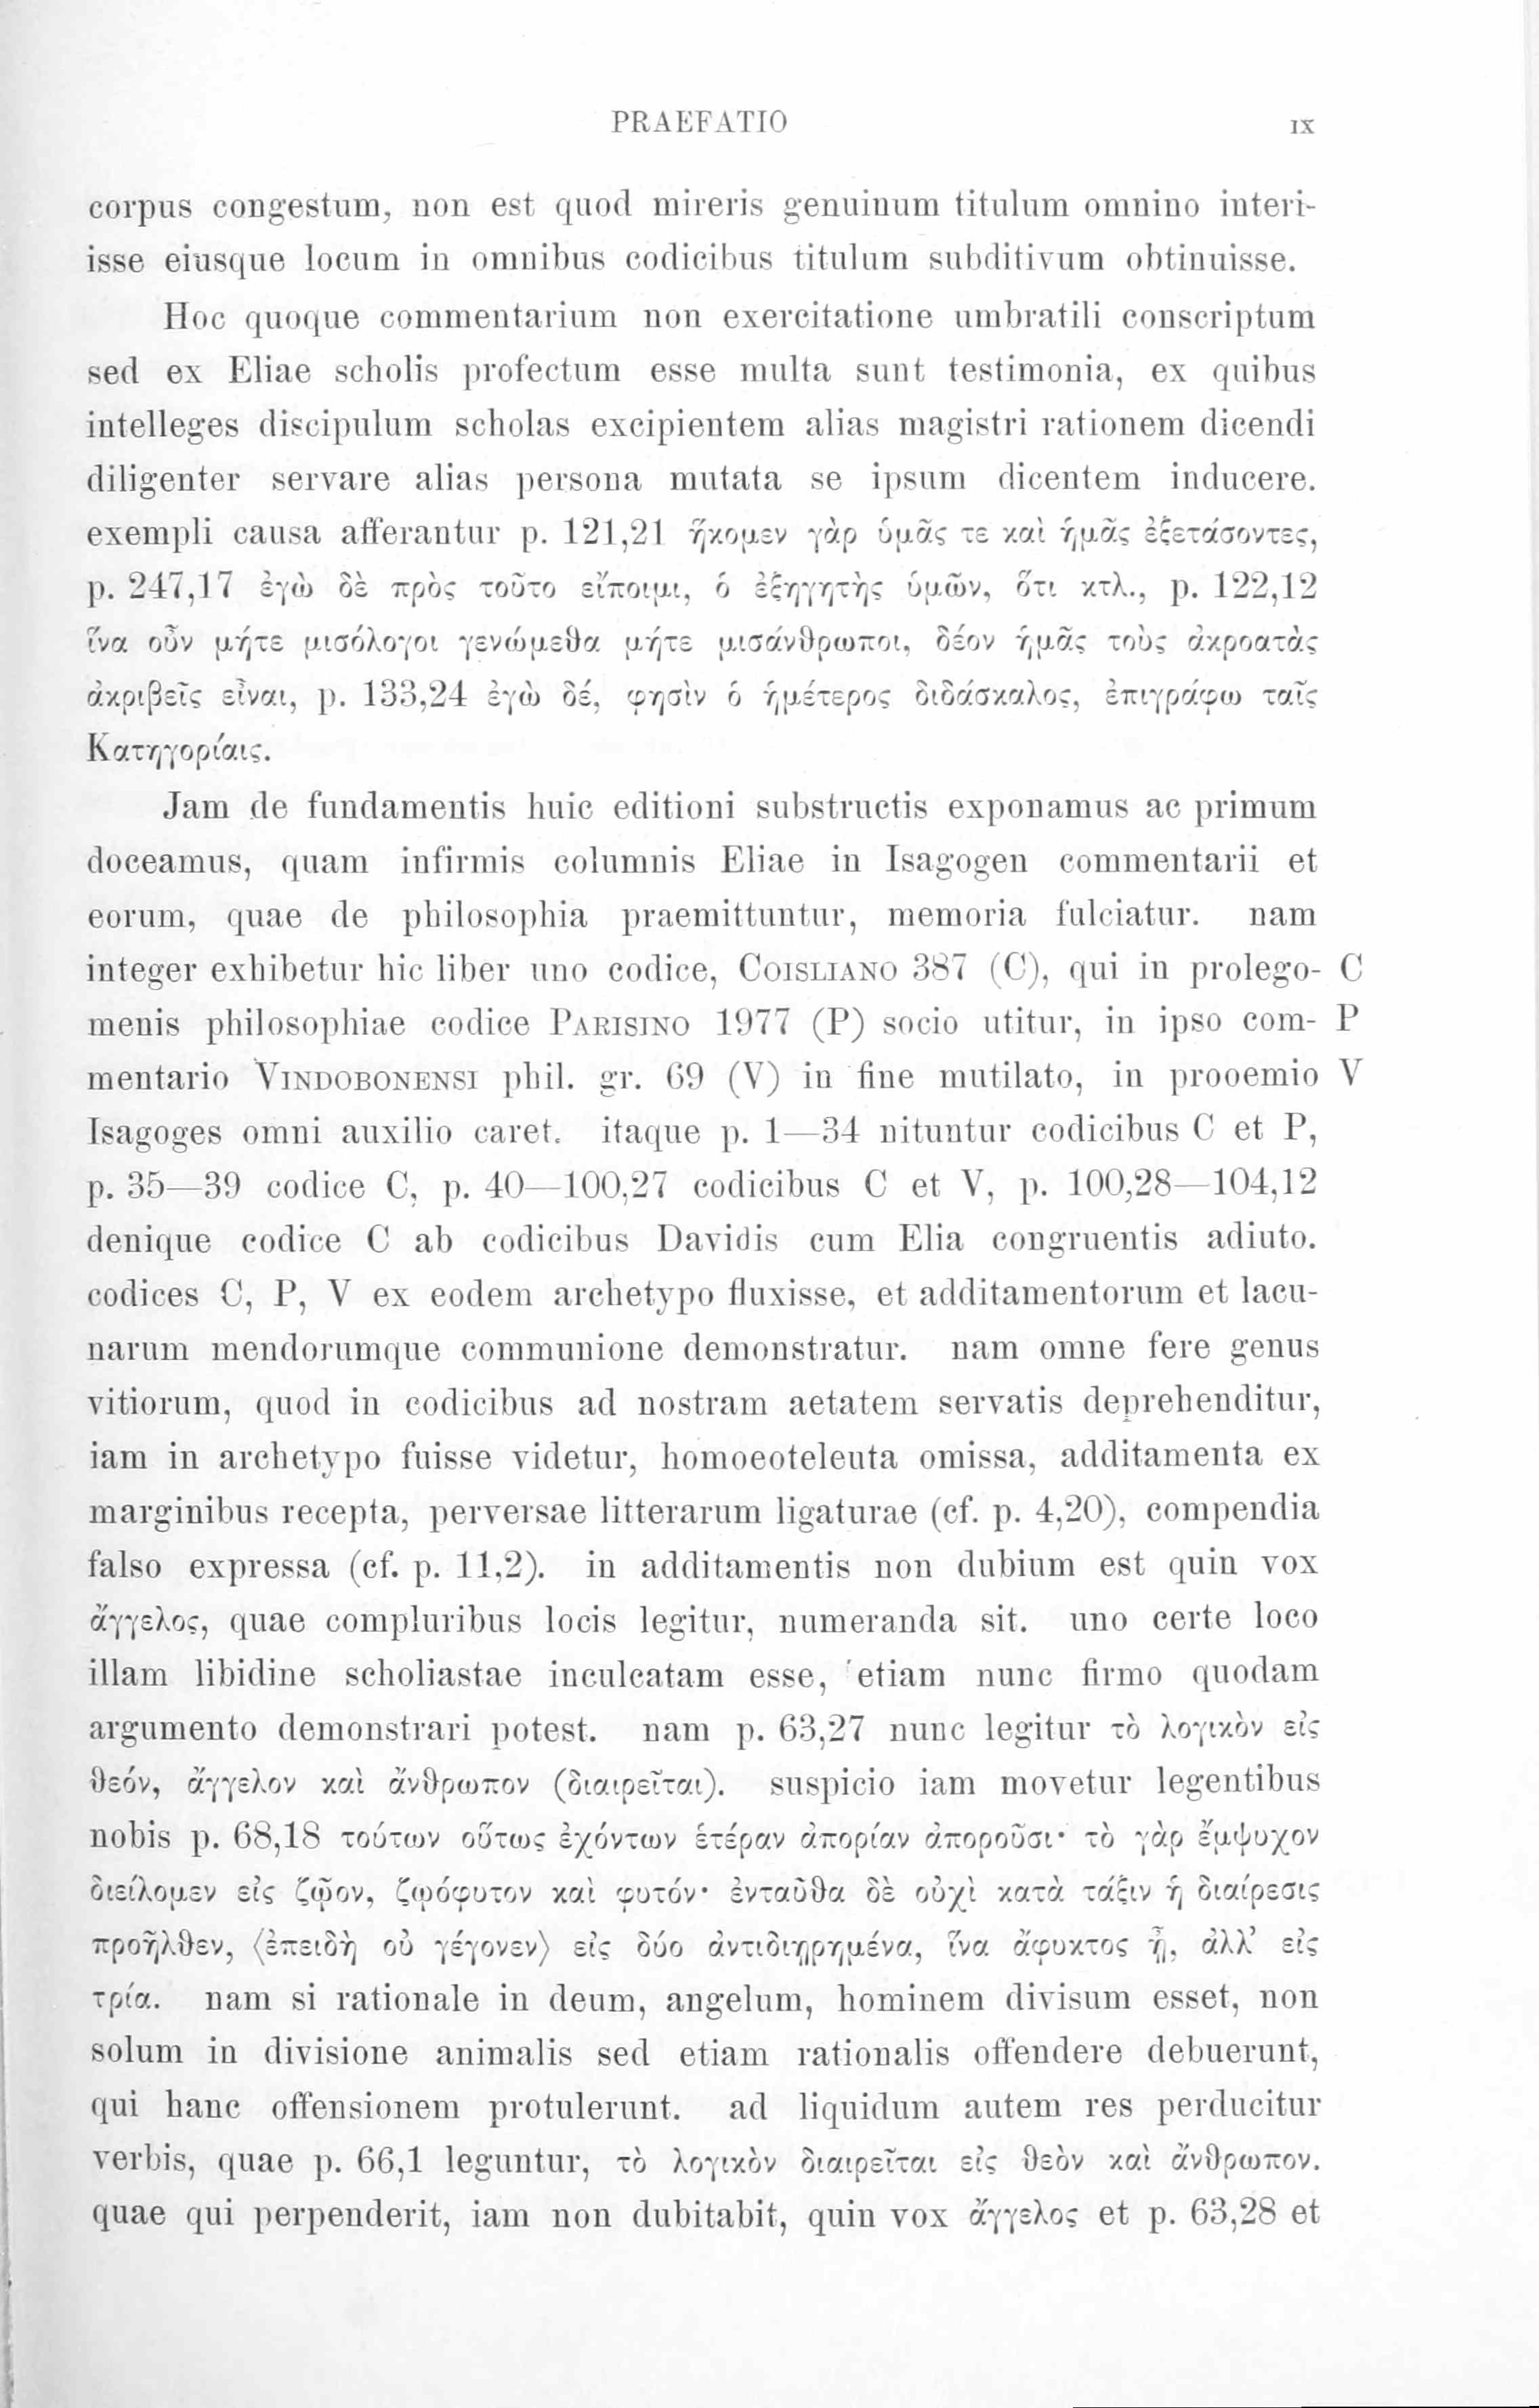 PRAEFATIO IX
corpus congestum, non est quod mireris genuinum titulum omnino interi-
isse eiusque locum in omnibus codicibus titulum subditivum obtinuisse.
Hoc quoque commentarium non exercitatione umbratili conscriptum
sed ex Eliae scholis profectum esse multa sunt testimonia, ex quibus
intelleges discipulum scholas excipientem alias magistri rationem dicendi
diligenter servare alias persona mutata se ipsum dicentem inducere.
exempli causa afferantur p. 121,21 ἥκομεν γὰρ ὑμᾶς τε καὶ ἡμᾶς ἐξετάσοντες,
p. 247,17 ἐγὼ δὲ πρὸς τοῦτο εἴποιμι, ὁ ἐξηγητὴς ὑμῶν, ὅτι κτλ., p. 122,12
ἵνα οὖν μήτε μισόλογοι γενώμεθα μήτε μισάνθρωποι, δέον ἡμᾶς τοὺς ἀκροατὰς
ἀκριβεῖς εἶναι, p. 133,24 ἐγὼ δέ, φησὶν ὁ ἡμέτερος διδάσκαλος, ἐπιγράφω ταῖς
Κατηγορίαις.
Jam de fundamentis huic editioni substructis exponamus ac primum
doceamus, quam infirmis columnis Eliae in Isagogen commentarii et
eorum, quae de philosophia praemittuntur, memoria fulciatur. nam
integer exhibetur hic liber uno codice, COISLIANO 387 (C), qui in prolego- C
menis philosophiae codice PARISINO 1977 (P) socio utitur, in ipso com- P
mentario VINDOBONENSI phil. gr. 69 (V) in fine mutilato, in prooemio V
Isagoges omni auxilio caret. itaque p. 1—34 nituntur codicibus C et P,
p. 35—39 codice C, p. 40—100,27 codicibus C et V, p. 100,28—104,12
denique codice C ab codicibus Davidis cum Elia congruentis adiuto.
codices C, P, V ex eodem archetypo fluxisse, et additamentorum et lacu-
narum mendorumque communione demonstratur. nam omne fere genus
vitiorum, quod in codicibus ad nostram aetatem servatis deprehenditur,
iam in archetypo fuisse videtur, homoeoteleuta omissa, additamenta ex
marginibus recepta, perversae litterarum ligaturae (cf. p. 4,20), compendia
falso expressa (cf. p. 11,2). in additamentis non dubium est quin vox
ἄγγελος, quae compluribus locis legitur, numeranda sit. uno certe loco
illam libidine scholiastae inculcatam esse, etiam nunc firmo quodam
argumento demonstrari potest. nam p. 63,27 nunc legitur τὸ λογικὸν εἰς
θεόν, ἄγγελον καὶ ἄνθρωπον (διαιρεῖται). suspicio iam movetur legentibus
nobis p. 68,18 τούτων οὕτως ἐχόντων ἑτέραν ἀπορίαν ἀποροῦσι· τὸ γὰρ ἔμψυχον
διείλομεν εἰς ζῷον, ζῳόφυτον καὶ φυτόν· ἐνταῦθα δὲ οὐχὶ κατὰ τάξιν ἡ διαίρεσις
προῆλθεν, ⟨ἐπειδὴ οὐ γέγονεν⟩ εἰς δύο ἀντιδιῃρημένα, ἵνα ἄφυκτος ᾖ, ἀλλ’ εἰς
τρία. nam si rationale in deum, angelum, hominem divisum esset, non
solum in divisione animalis sed etiam rationalis offendere debuerunt,
qui hanc offensionem protulerunt. ad liquidum autem res perducitur
verbis, quae p. 66,1 leguntur, τὸ λογικὸν διαιρεῖται εἰς θεὸν καὶ ἄνθρωπον.
quae qui perpenderit, iam non dubitabit, quin vox ἄγγελος et p. 63,28 et